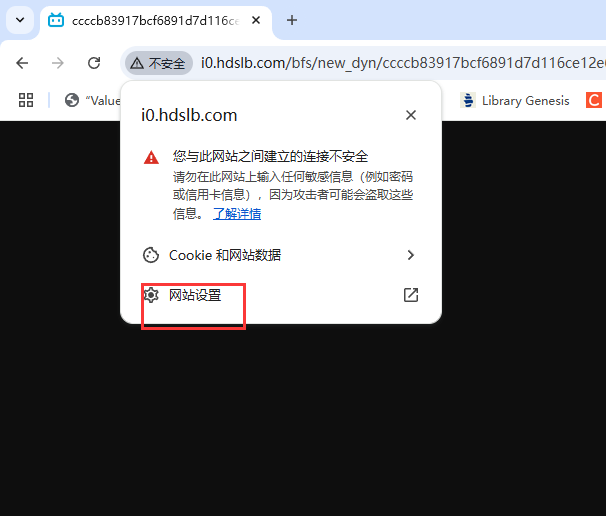 ccccb83917bcf6891d7d116ce
不安全
i0.hdslb.com/bfs/new_dyn/ccccb83917bcf6891d7d116ce12e
"Value
Library Genesis
i0.hdslb.com
您与此网站之间建立的连接不安全
请勿在此网站上输入任何敏感信息（例如密码
或信用卡信息），因为攻击者可能会盗取这些
信息。 了解详情
Cookie 和网站数据
网站设置